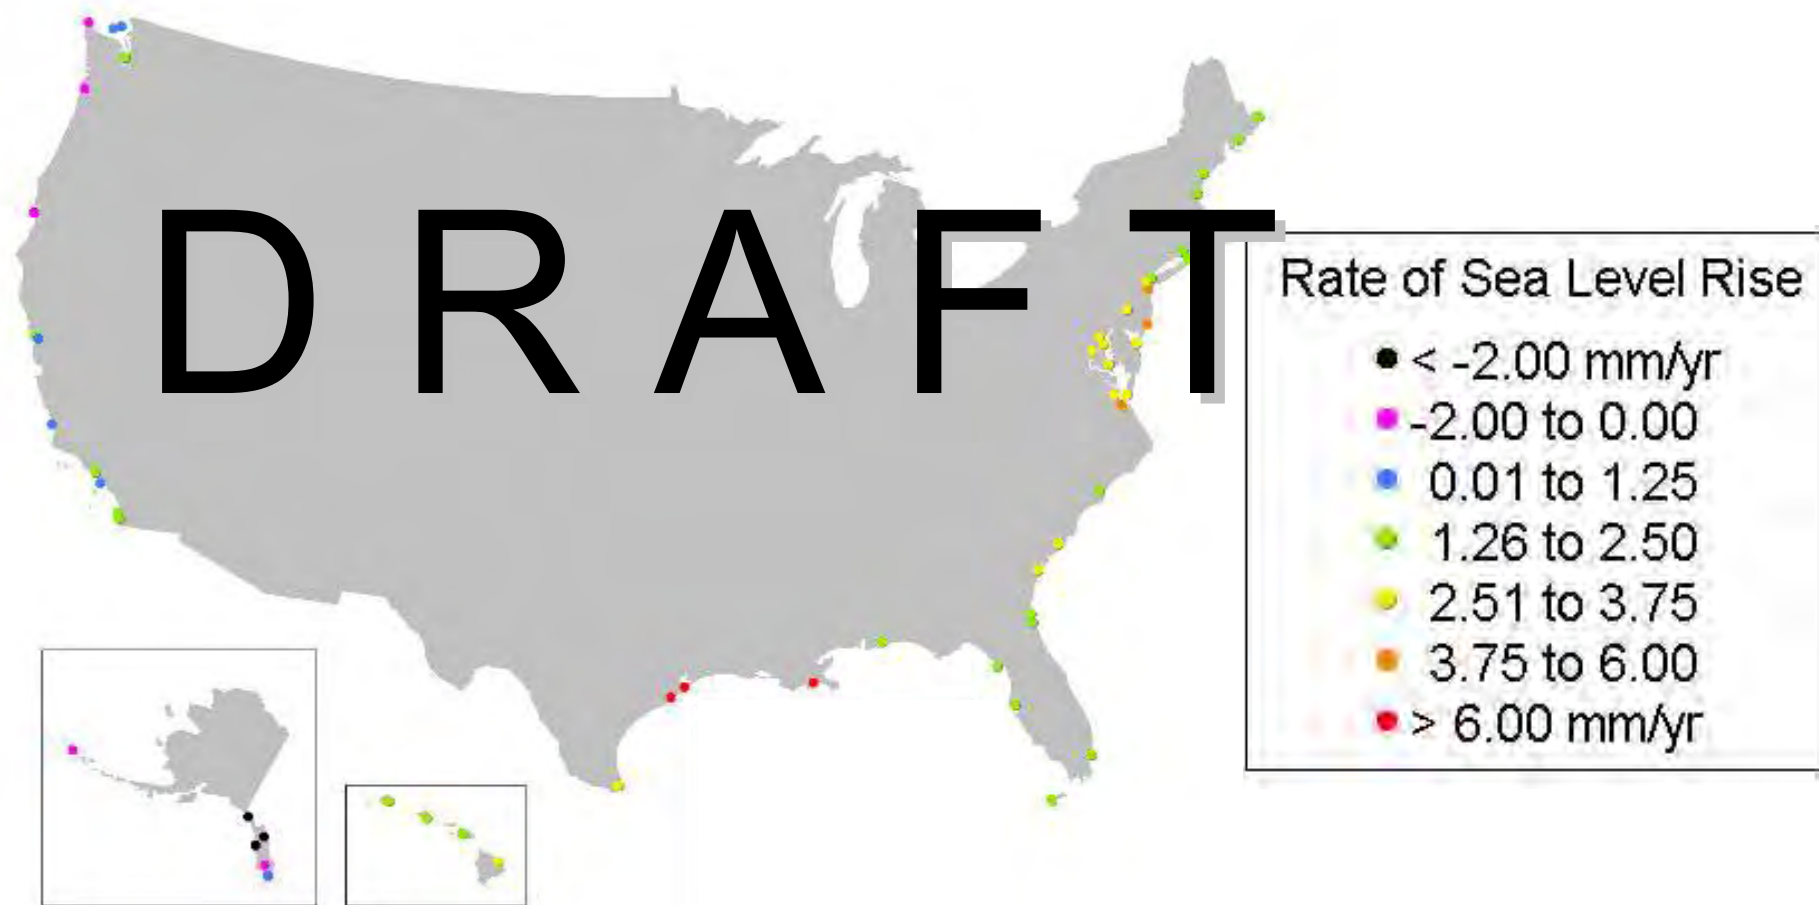 D R A F T
Rate of Sea Level Rise
< -2.00 mm/yr
-2.00 to 0.00
0.01 to 1.25
1.26 to 2.50
2.51 to 3.75
3.75 to 6.00
> 6.00 mm/yr